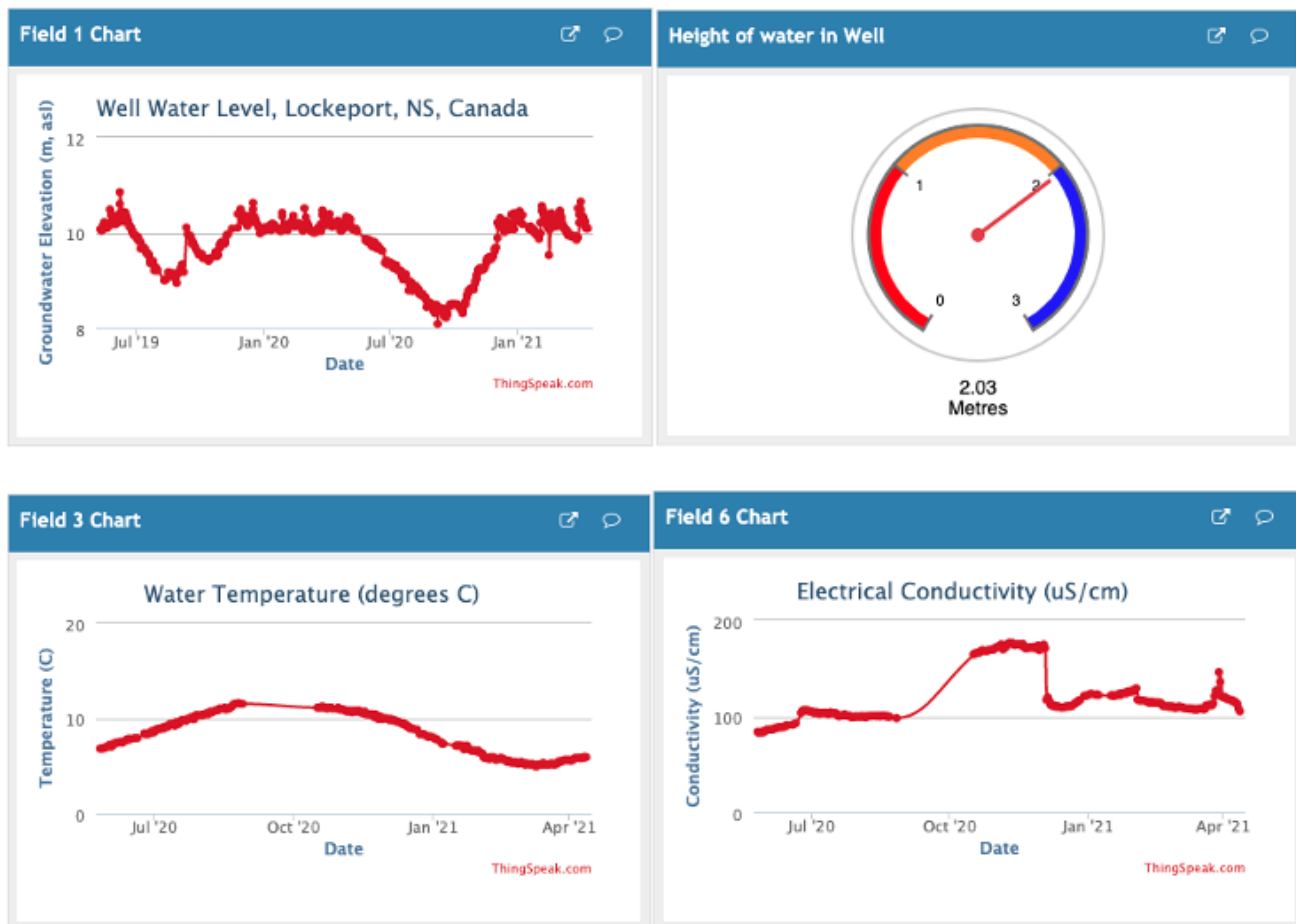 Field 1 Chart
Well Water Level, Lockeport, NS, Canada
Groundwater Elevation (m, asl)
12
10
8
Jul '19
Jan '20
Jul '20
Jan '21
Date
ThingSpeak.com
Height of water in Well
0
1
2
3
2.03
Metres
Field 3 Chart
Water Temperature (degrees C)
Temperature (C)
20
10
0
Jul '20
Oct '20
Jan '21
Apr '21
Date
ThingSpeak.com
Field 6 Chart
Electrical Conductivity (uS/cm)
Conductivity (uS/cm)
200
100
0
Jul '20
Oct '20
Jan '21
Apr '21
Date
ThingSpeak.com